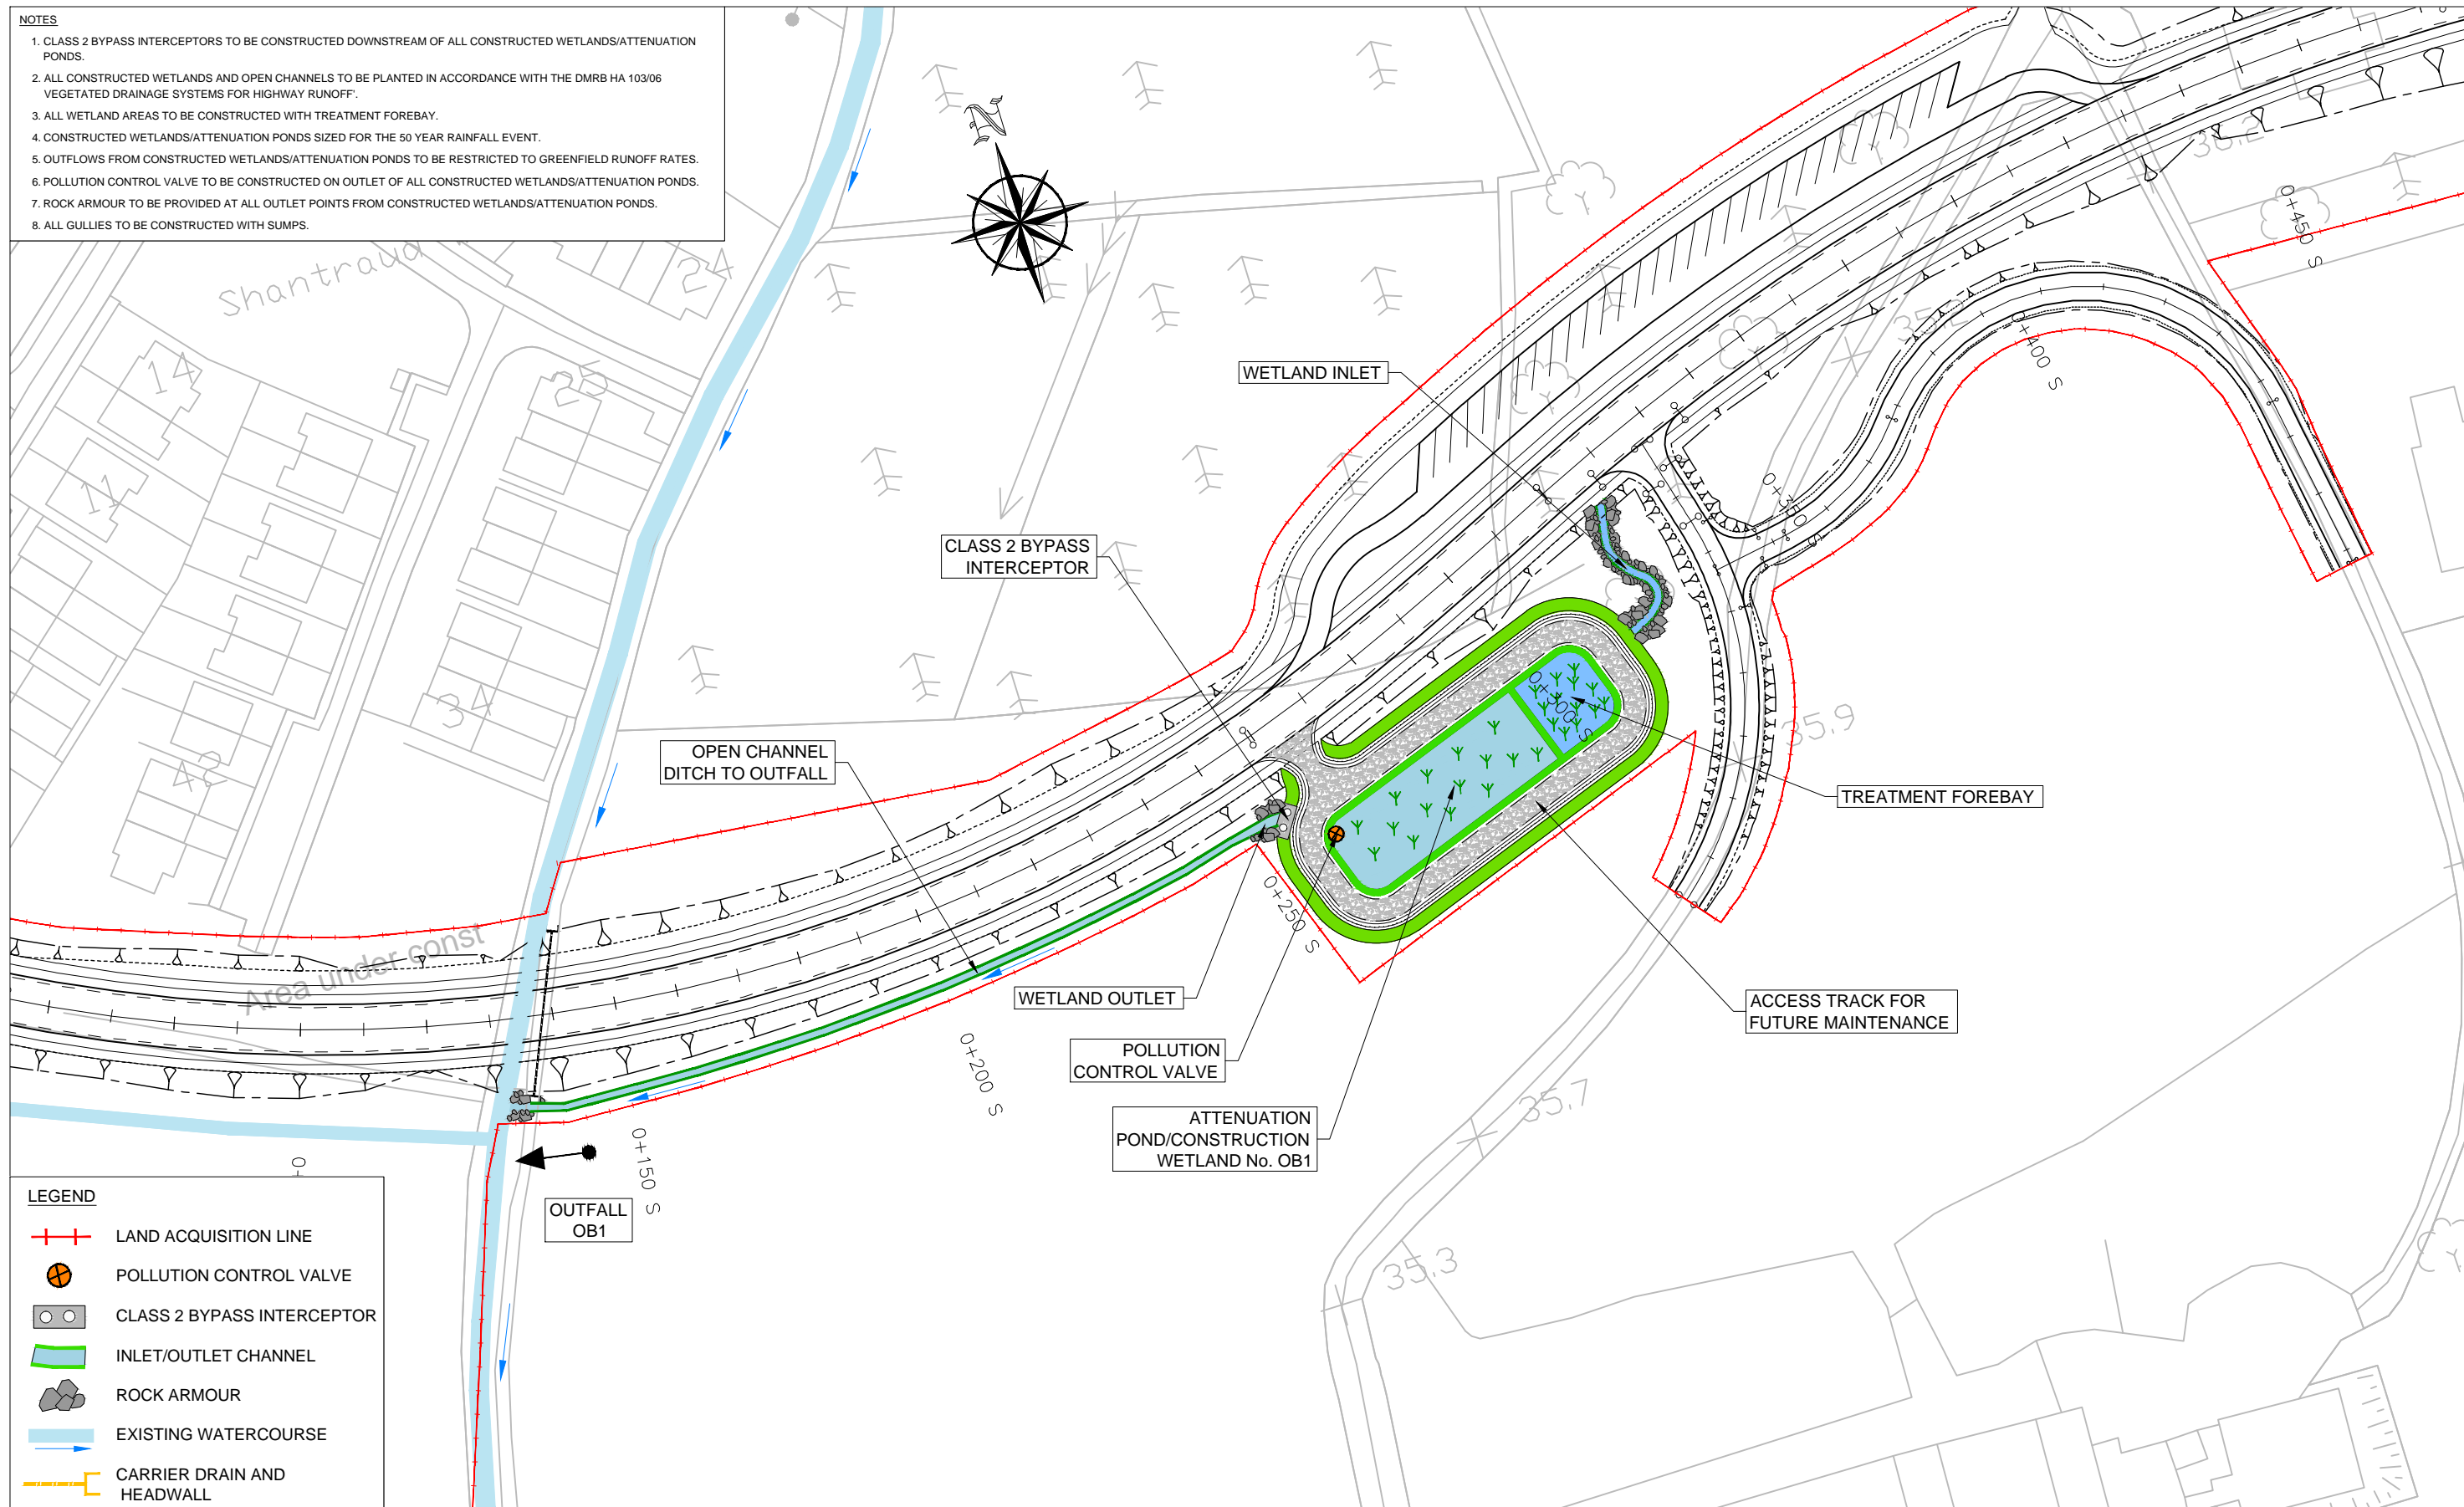 NOTES
1. CLASS 2 BYPASS INTERCEPTORS TO BE CONSTRUCTED DOWNSTREAM OF ALL CONSTRUCTED WETLANDS/ATTENUATION
PONDS.
2. ALL CONSTRUCTED WETLANDS AND OPEN CHANNELS TO BE PLANTED IN ACCORDANCE WITH THE DMRB HA 103/06
VEGETATED DRAINAGE SYSTEMS FOR HIGHWAY RUNOFF'.
3. ALL WETLAND AREAS TO BE CONSTRUCTED WITH TREATMENT FOREBAY.
4. CONSTRUCTED WETLANDS/ATTENUATION PONDS SIZED FOR THE 50 YEAR RAINFALL EVENT.
5. OUTFLOWS FROM CONSTRUCTED WETLANDS/ATTENUATION PONDS TO BE RESTRICTED TO GREENFIELD RUNOFF RATES.
6. POLLUTION CONTROL VALVE TO BE CONSTRUCTED ON OUTLET OF ALL CONSTRUCTED WETLANDS/ATTENUATION PONDS.
7. ROCK ARMOUR TO BE PROVIDED AT ALL OUTLET POINTS FROM CONSTRUCTED WETLANDS/ATTENUATION PONDS.
8. ALL GULLIES TO BE CONSTRUCTED WITH SUMPS.
N
Shantraud
24
14
25
11
34
42
36.2
0+450 S
35.2
0+400 S
WETLAND INLET
0+350 S
CLASS 2 BYPASS
INTERCEPTOR
0+300 S
OPEN CHANNEL
DITCH TO OUTFALL
35.9
TREATMENT FOREBAY
0+250 S
Area under const
WETLAND OUTLET
ACCESS TRACK FOR
FUTURE MAINTENANCE
POLLUTION
CONTROL VALVE
0+200 S
35.7
ATTENUATION
POND/CONSTRUCTION
WETLAND No. OB1
0+150 S
0+
OUTFALL
OB1
35.3
LEGEND
LAND ACQUISITION LINE
POLLUTION CONTROL VALVE
CLASS 2 BYPASS INTERCEPTOR
INLET/OUTLET CHANNEL
ROCK ARMOUR
EXISTING WATERCOURSE
CARRIER DRAIN AND
HEADWALL